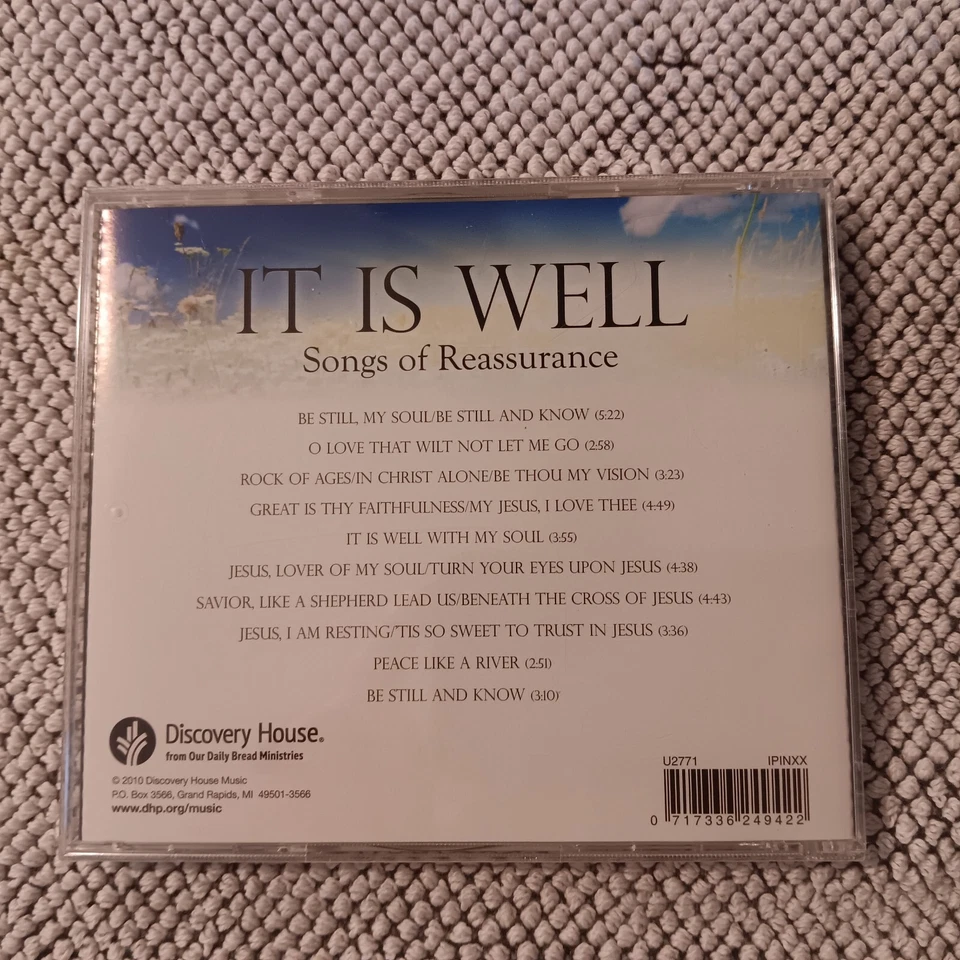 IT IS WELL
Songs of Reassurance
BE STILL, MY SOUL/BE STILL AND KNOW (5:22)
O LOVE THAT WILT NOT LET ME GO (2:58)
ROCK OF AGES/IN CHRIST ALONE/BE THOU MY VISION (3:23)
GREAT IS THY FAITHFULNESS/MY JESUS, I LOVE THEE (4:49)
IT IS WELL WITH MY SOUL (3:55)
JESUS, LOVER OF MY SOUL/TURN YOUR EYES UPON JESUS (4:38)
SAVIOR, LIKE A SHEPHERD LEAD US/BENEATH THE CROSS OF JESUS (4:43)
JESUS, I AM RESTING/'TIS SO SWEET TO TRUST IN JESUS (3:36)
PEACE LIKE A RIVER (2:51)
BE STILL AND KNOW (3:10)
Discovery House®
from Our Daily Bread Ministries
© 2010 Discovery House Music
P.O. Box 3566, Grand Rapids, MI 49501-3566
www.dhp.org/music
U2771 IPINXX
0 717336 249422